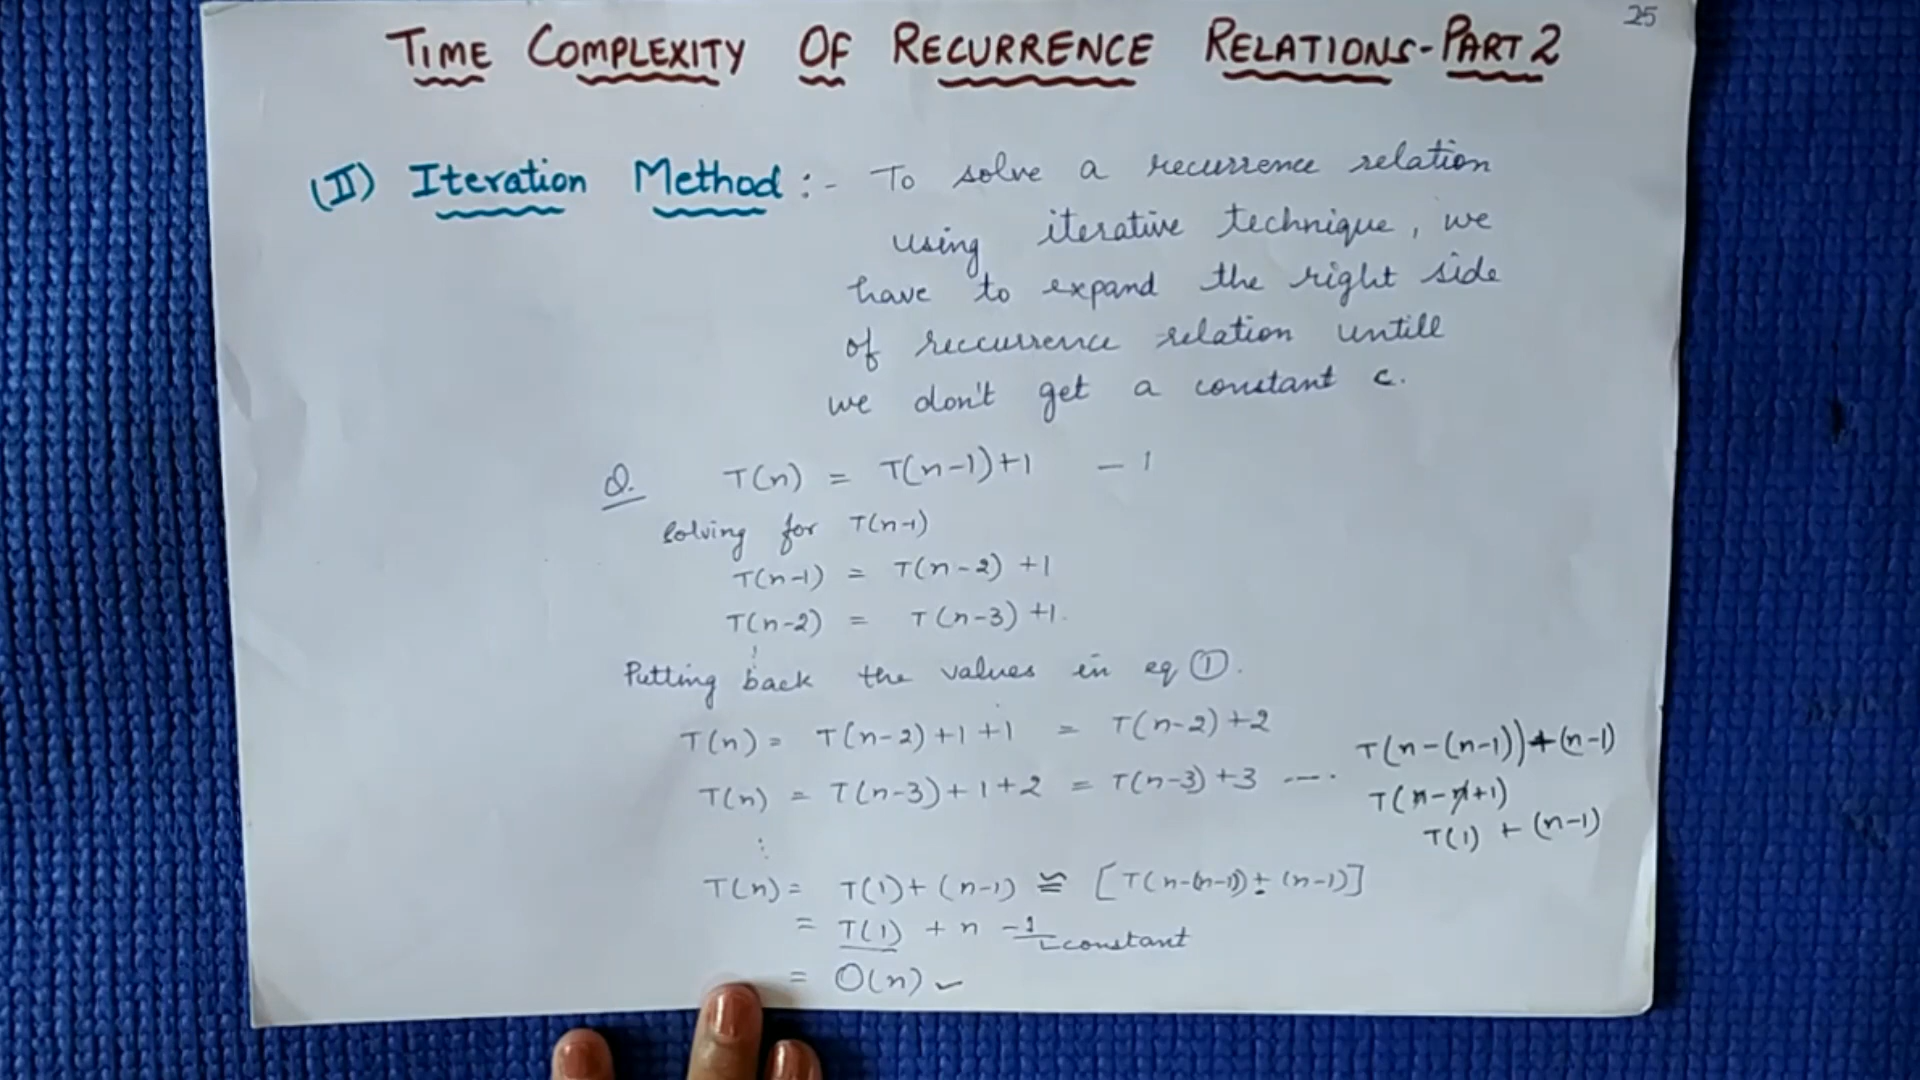 25
TIME COMPLEXITY OF RECURRENCE RELATIONS-PART 2
(II) Iteration Method :- To solve a recurrence relation
using iterative technique, we
have to expand the right side
of reccurrence relation untill
we don't get a constant c.
Q. T(n) = T(n-1)+1 - 1
solving for T(n-1)
T(n-1) = T(n-2) +1
T(n-2) = T(n-3) +1.
Putting back the values in eq ①.
T(n) = T(n-2)+1+1 = T(n-2)+2
T(n) = T(n-3)+1+2 = T(n-3)+3 ---.
T(n-(n-1))+(n-1)
T(n-n+1)
T(1) + (n-1)
⋮
T(n) = T(1)+(n-1) ≌ [T(n-(n-1))+(n-1)]
= T(1) + n -1 constant
= O(n) ✓